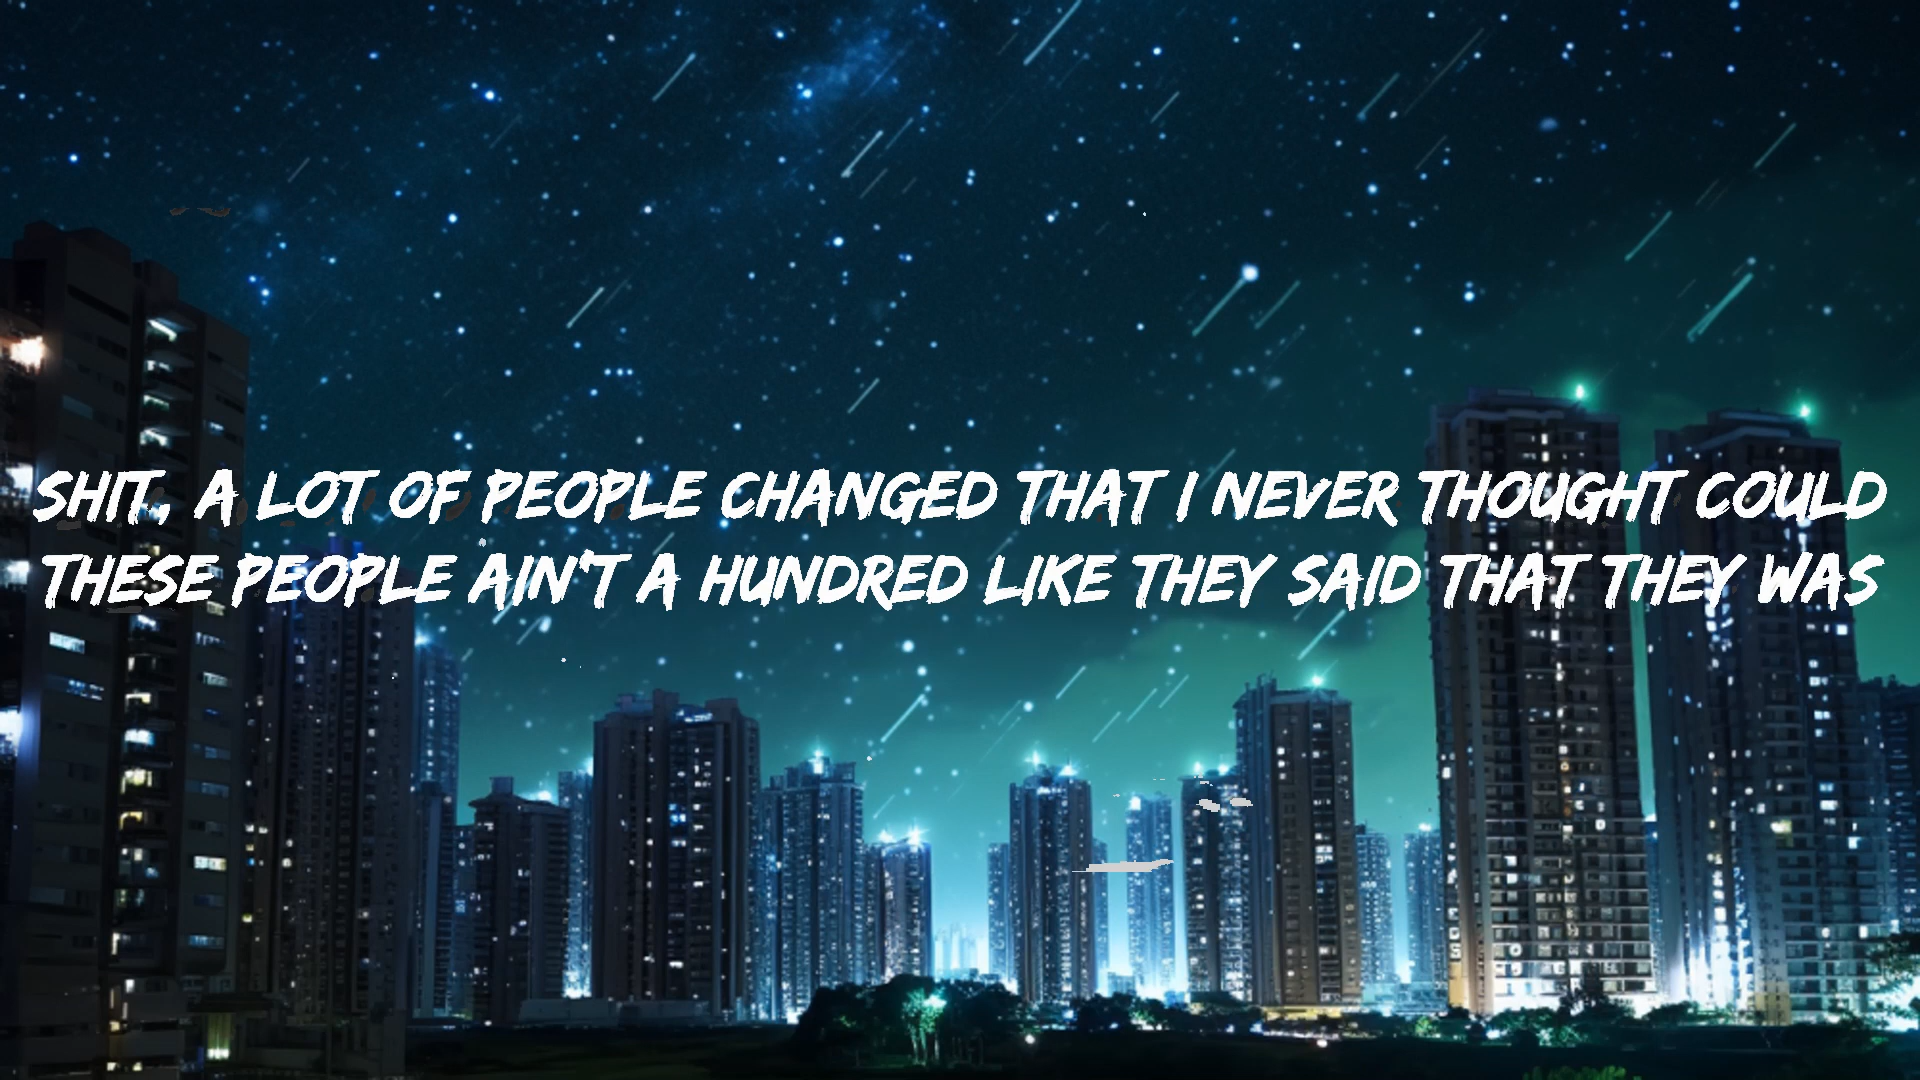 SHIT, A LOT OF PEOPLE CHANGED THAT I NEVER THOUGHT COULD
THESE PEOPLE AIN'T A HUNDRED LIKE THEY SAID THAT THEY WAS